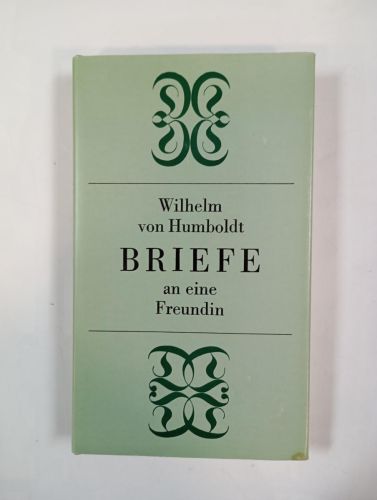 Wilhelm
von Humboldt
BRIEFE
an eine
Freundin